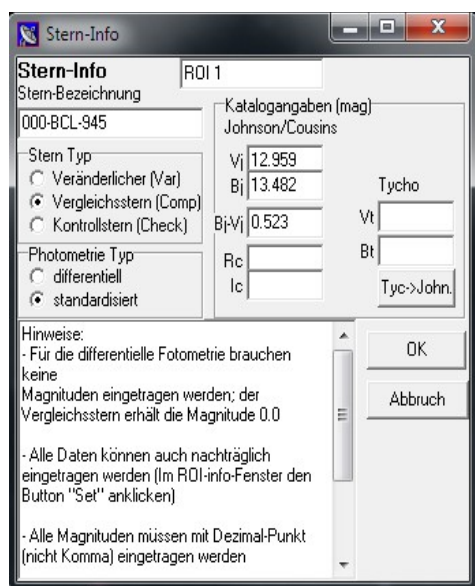 Stern-Info
Stern-Info
ROI 1
Stern-Bezeichnung
000-BCL-945
Stern Typ
Veränderlicher (Var)
Vergleichsstern (Comp)
Kontrollstern (Check)
Photometrie Typ
differentiell
standardisiert
Katalogangaben (mag)
Johnson/Cousins
Vj 12.959
Bj 13.482
Bj-Vj 0.523
Rc
Ic
Tycho
Vt
Bt
Tyc->John.
Hinweise:
- Für die differentielle Fotometrie brauchen
keine
Magnituden eingetragen werden; der
Vergleichsstern erhält die Magnitude 0.0
- Alle Daten können auch nachträglich
eingetragen werden (Im ROI-info-Fenster den
Button "Set" anklicken)
- Alle Magnituden müssen mit Dezimal-Punkt
(nicht Komma) eingetragen werden
OK
Abbruch